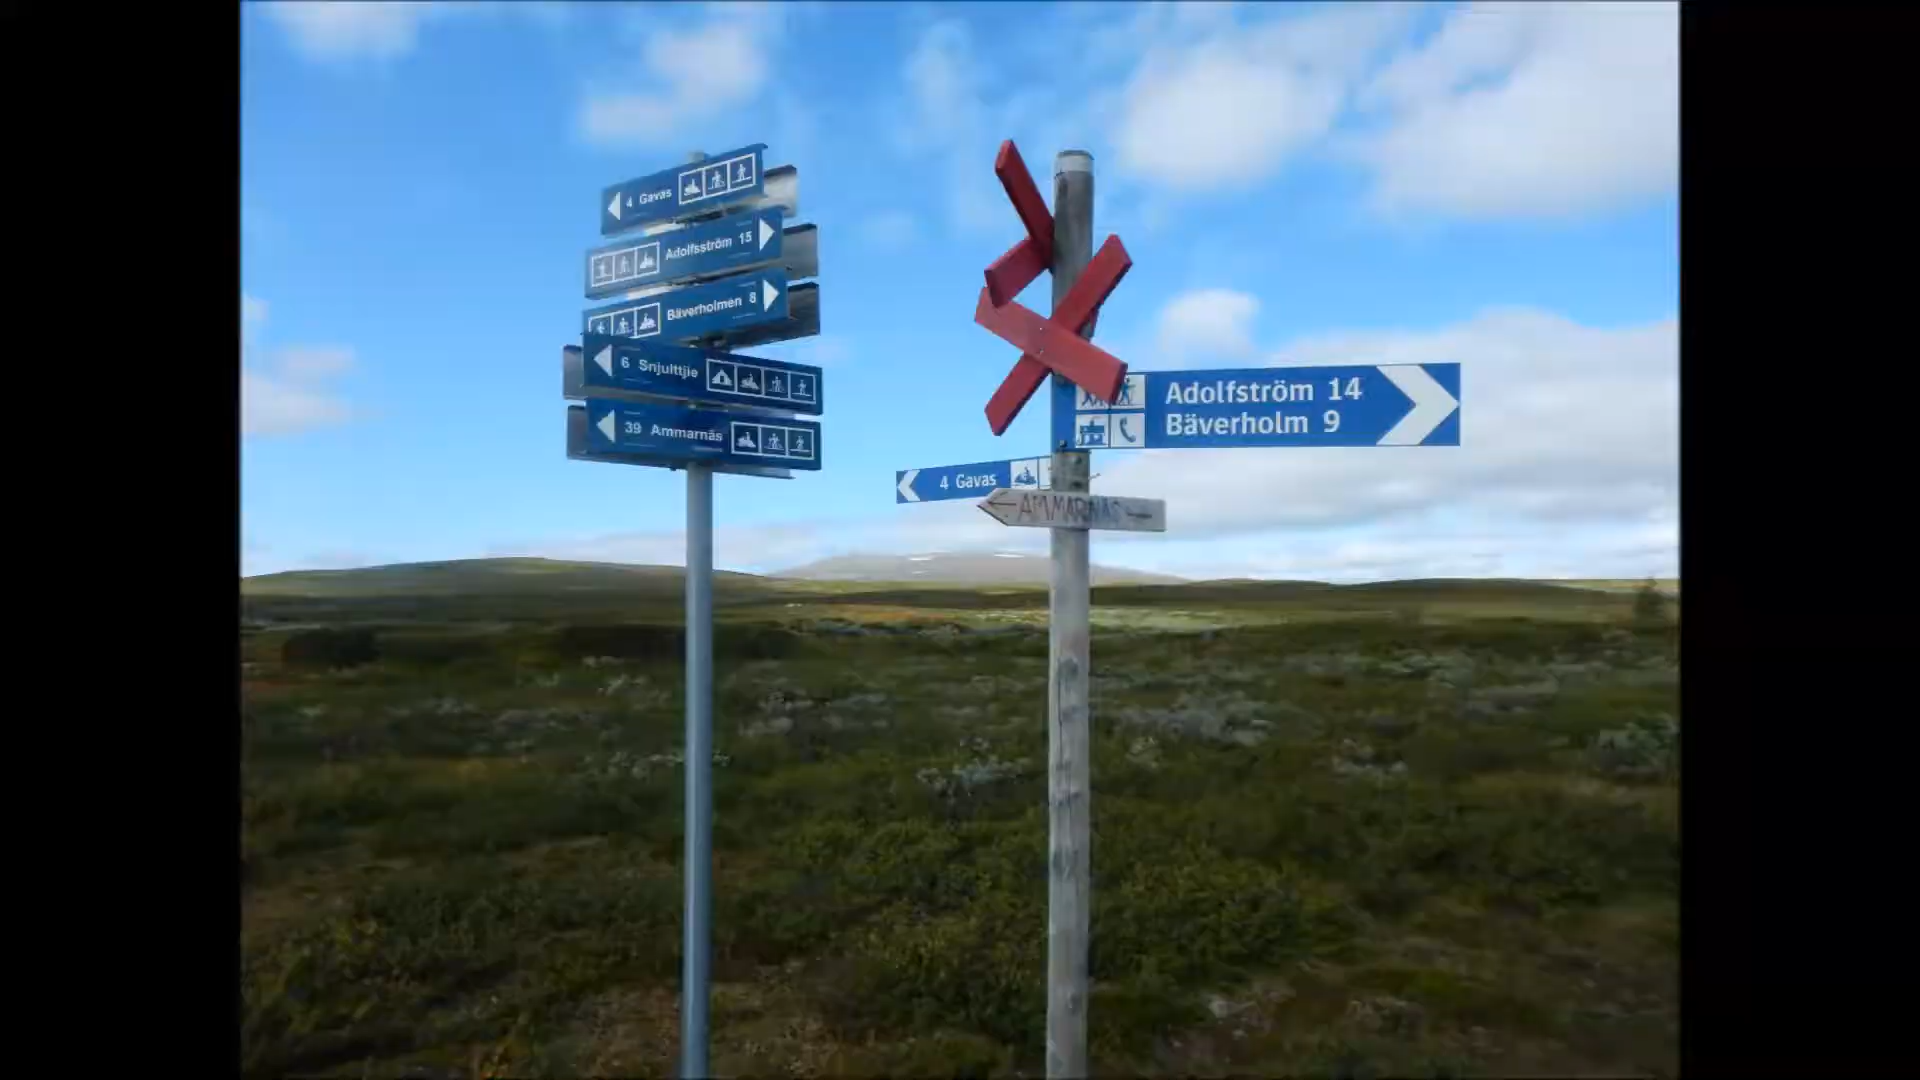 4 Gavas
Adolfsström 15
Bäverholmen 8
6 Snjulttjie
39 Ammarnäs
Adolfström 14
Bäverholm 9
4 Gavas
AMMARNÄS